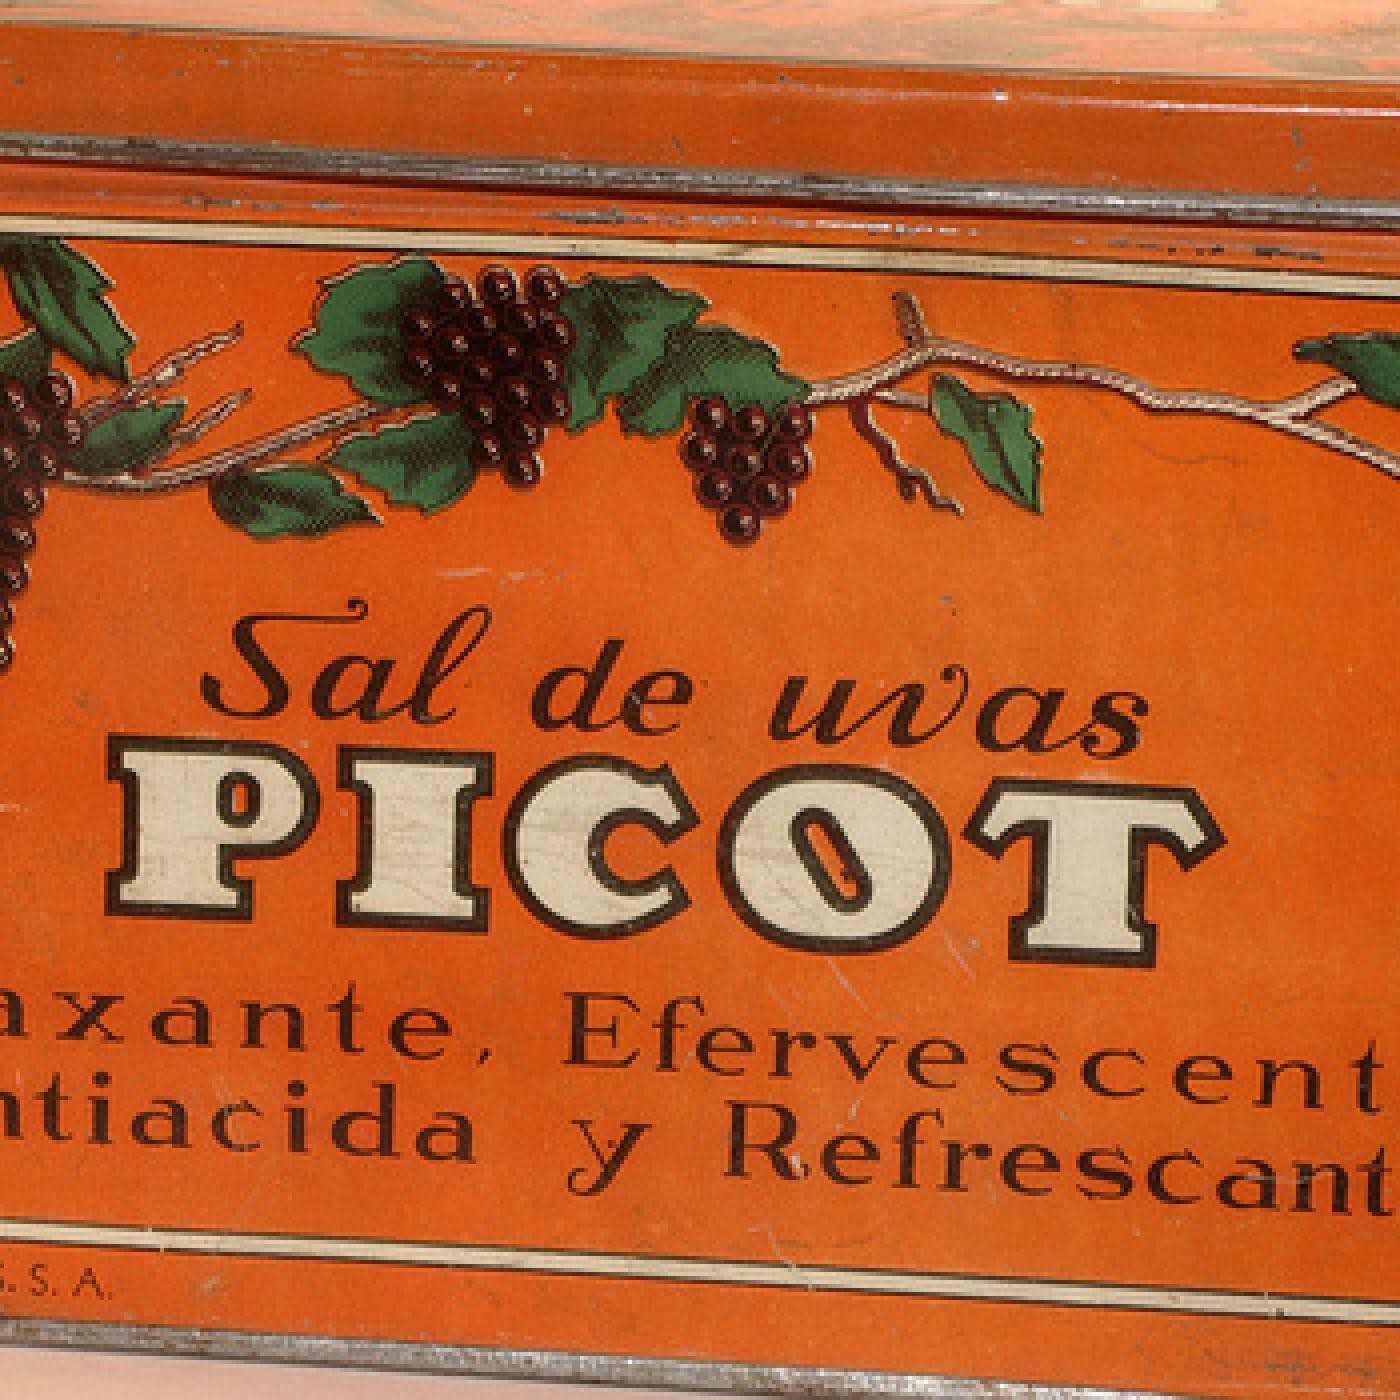 Sal de uvas
PICOT
axante, Efervescent
ntiacida y Refrescant
S. S. A.